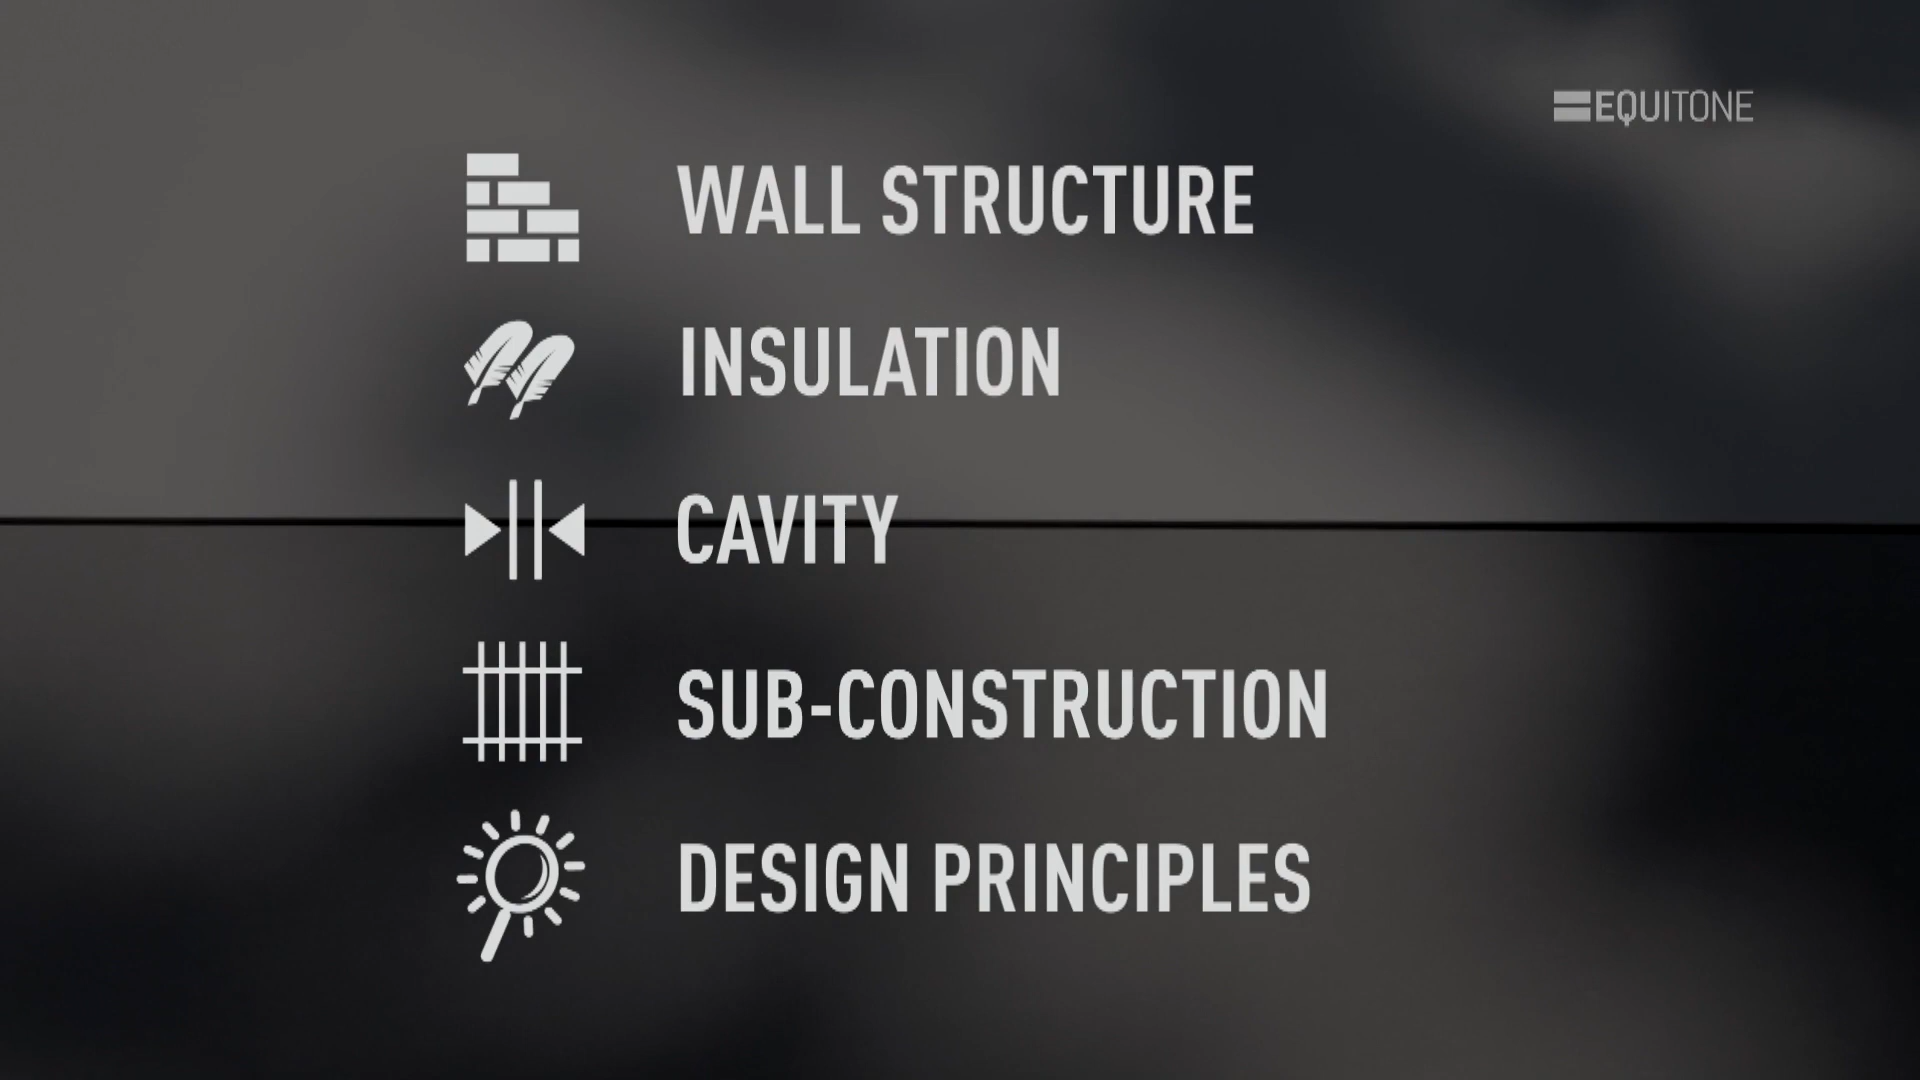 EQUITONE
WALL STRUCTURE
INSULATION
CAVITY
SUB-CONSTRUCTION
DESIGN PRINCIPLES